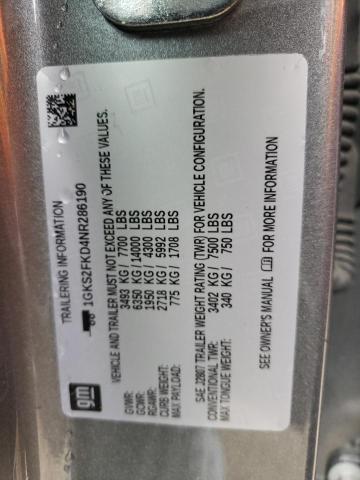 TRAILERING INFORMATION
1GKS2FKD4NR286190
VEHICLE AND TRAILER MUST NOT EXCEED ANY OF THESE VALUES.
GVWR: 3493 KG / 7700 LBS
GCWR: 6350 KG / 14000 LBS
RGAWR: 1950 KG / 4300 LBS
CURB WEIGHT: 2718 KG / 5992 LBS
MAX PAYLOAD: 775 KG / 1708 LBS
SAE J2807 TRAILER WEIGHT RATING (TWR) FOR VEHICLE CONFIGURATION.
CONVENTIONAL TWR: 3402 KG / 7500 LBS
MAX TONGUE WEIGHT: 340 KG / 750 LBS
SEE OWNER'S MANUAL FOR MORE INFORMATION
gm